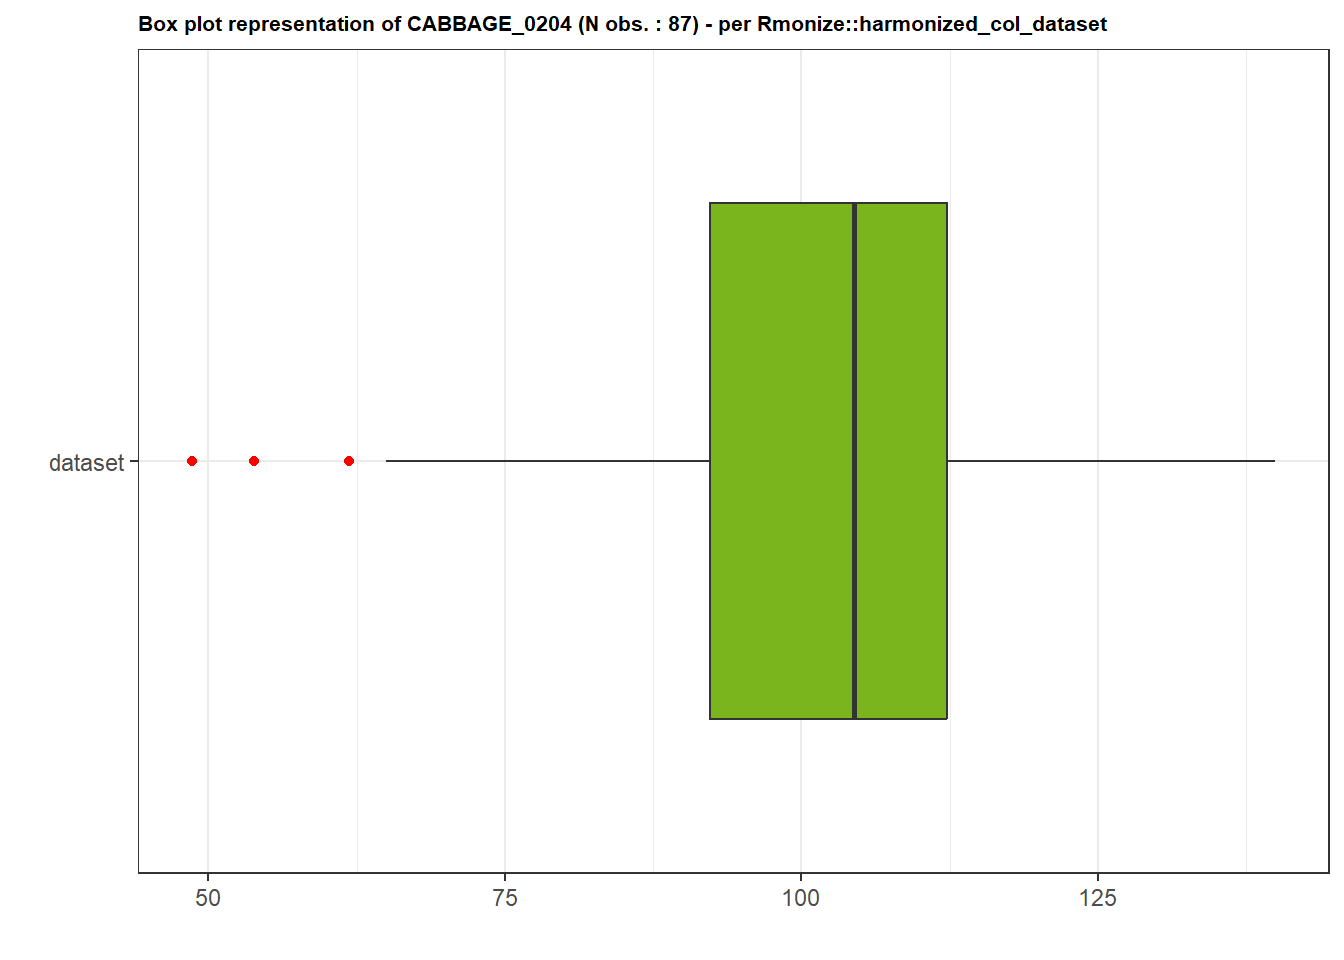 Box plot representation of CABBAGE_0204 (N obs. : 87) - per Rmonize::harmonized_col_dataset
dataset
50 75 100 125